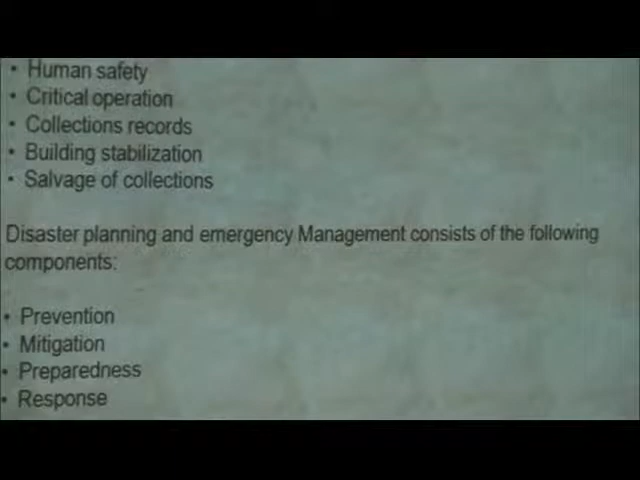 • Human safety
• Critical operation
• Collections records
• Building stabilization
• Salvage of collections
Disaster planning and emergency Management consists of the following
components:
• Prevention
• Mitigation
• Preparedness
• Response